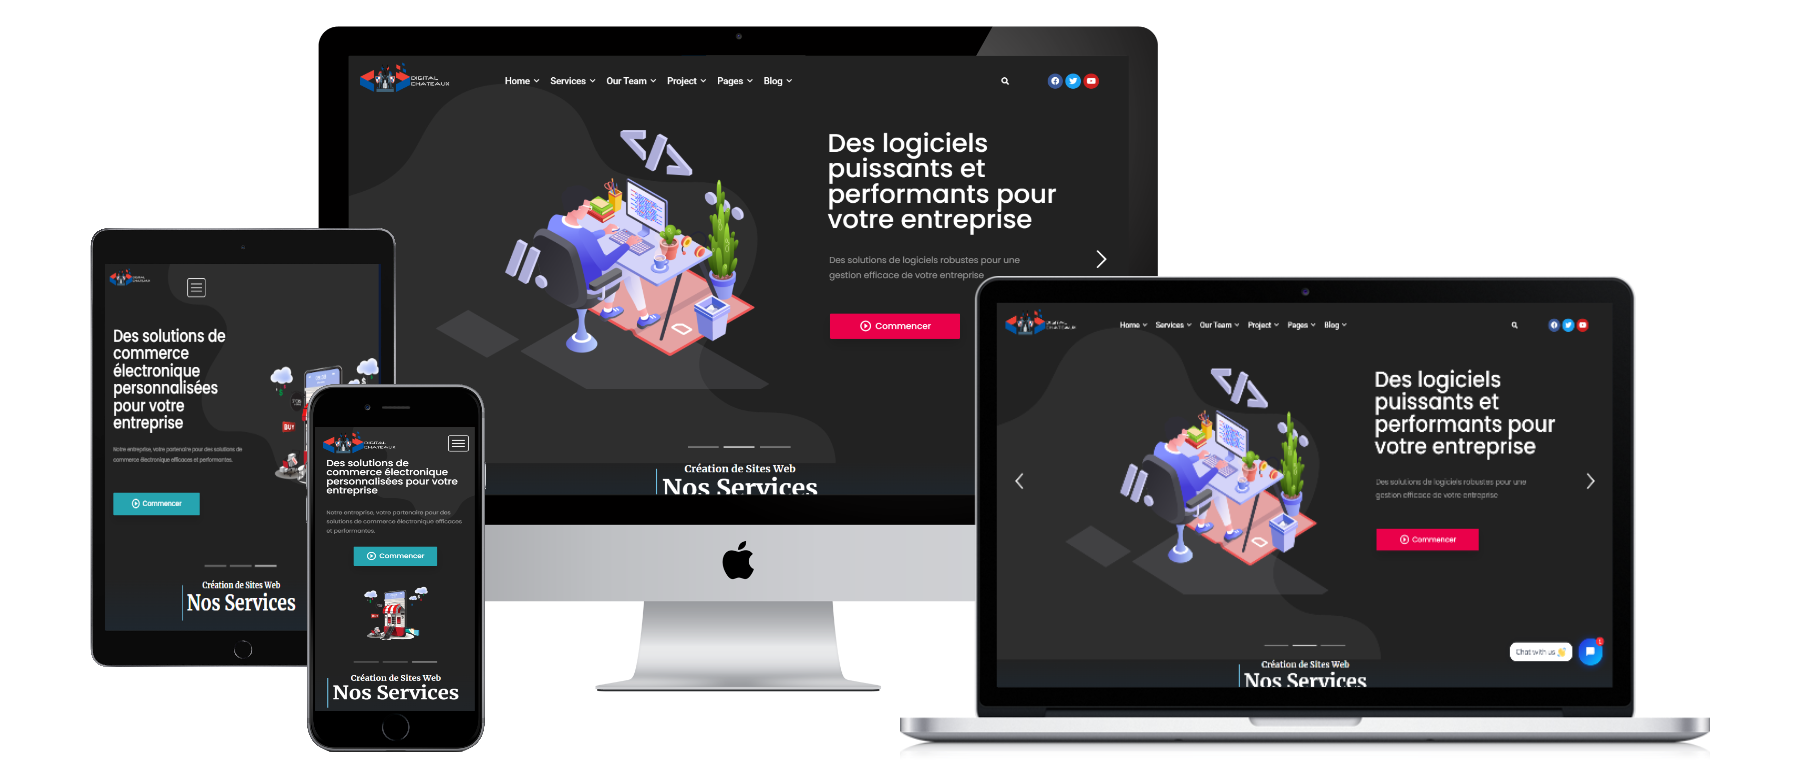 DIGITAL
CHATEAUX
Home Services Our Team Project Pages Blog
Des logiciels
puissants et
performants pour
votre entreprise
Des solutions de logiciels robustes pour une
gestion efficace de votre entreprise
Commencer
Création de Sites Web
Nos Services
Des solutions de
commerce
électronique
personnalisées
pour votre
entreprise
Notre entreprise, votre partenaire pour des solutions de
commerce électronique efficaces et performantes.
Commencer
BUY
Création de Sites Web
Nos Services
DIGITAL
CHATEAUX
Des solutions de
commerce électronique
personnalisées pour votre
entreprise
Notre entreprise, votre partenaire pour des
solutions de commerce électronique efficaces
et performantes.
Commencer
Création de Sites Web
Nos Services
DIGITAL
CHATEAUX
Home Services Our Team Project Pages Blog
Des logiciels
puissants et
performants pour
votre entreprise
Des solutions de logiciels robustes pour une
gestion efficace de votre entreprise
Commencer
Chat with us 👋
1
Création de Sites Web
Nos Services